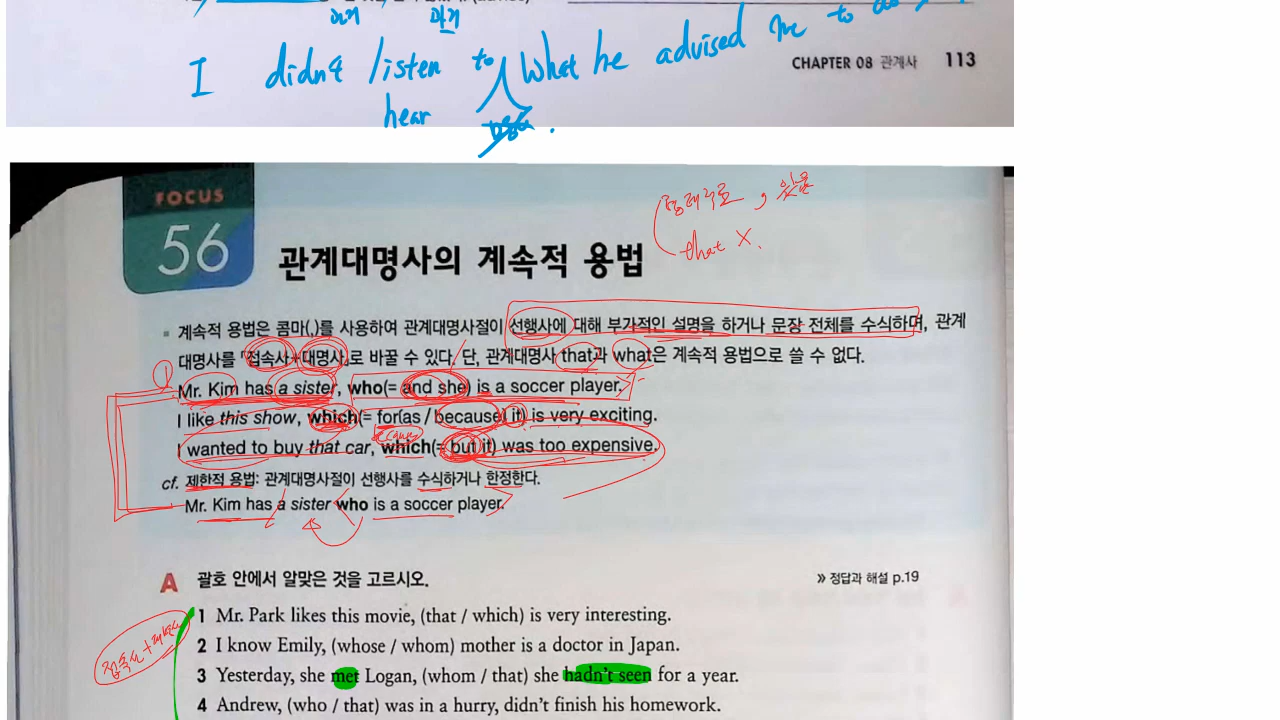 I didn't listen to what he advised me to
hear
CHAPTER 08 관계사 113
FOCUS
56 관계대명사의 계속적 용법
that X.
계속적 용법은 콤마(,)를 사용하여 관계대명사절이 선행사에 대해 부가적인 설명을 하거나 문장 전체를 수식하며, 관계
대명사를 「접속사+대명사」로 바꿀 수 있다. 단, 관계대명사 that과 what은 계속적 용법으로 쓸 수 없다.
Mr. Kim has a sister, who(= and she) is a soccer player.
I like this show, which(= for(as / because) it) is very exciting.
I wanted to buy that car, which(= but it) was too expensive.
cf. 제한적 용법: 관계대명사절이 선행사를 수식하거나 한정한다.
Mr. Kim has a sister who is a soccer player.
A 괄호 안에서 알맞은 것을 고르시오.
» 정답과 해설 p.19
1 Mr. Park likes this movie, (that / which) is very interesting.
2 I know Emily, (whose / whom) mother is a doctor in Japan.
3 Yesterday, she met Logan, (whom / that) she hadn't seen for a year.
4 Andrew, (who / that) was in a hurry, didn't finish his homework.